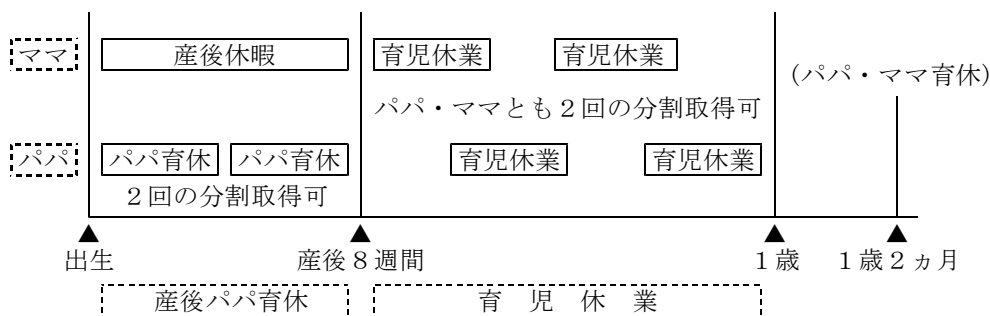 ママ
産後休暇
育児休業
育児休業
(パパ・ママ育休)
パパ・ママとも２回の分割取得可
パパ
パパ育休
パパ育休
育児休業
育児休業
２回の分割取得可
▲
▲
▲
▲
出生
産後８週間
１歳
１歳２ヵ月
産後パパ育休
育 児 休 業